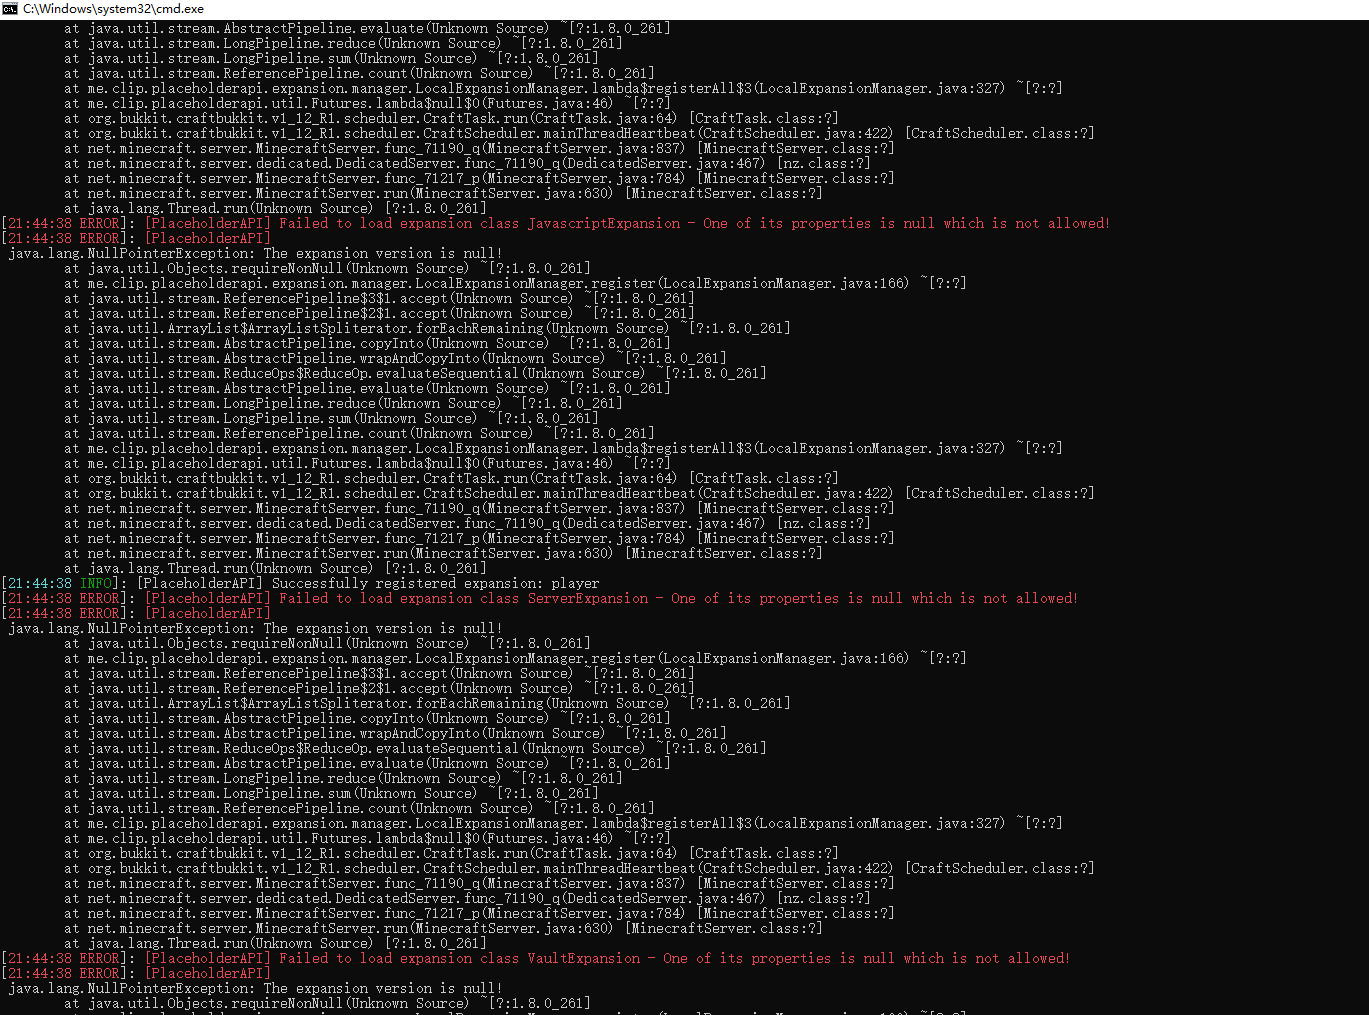 C:\Windows\system32\cmd.exe
at java.util.stream.AbstractPipeline.evaluate(Unknown Source) ~[?:1.8.0_261]
at java.util.stream.LongPipeline.reduce(Unknown Source) ~[?:1.8.0_261]
at java.util.stream.LongPipeline.sum(Unknown Source) ~[?:1.8.0_261]
at java.util.stream.ReferencePipeline.count(Unknown Source) ~[?:1.8.0_261]
at me.clip.placeholderapi.expansion.manager.LocalExpansionManager.lambda$registerAll$3(LocalExpansionManager.java:327) ~[?:?]
at me.clip.placeholderapi.util.Futures.lambda$null$0(Futures.java:46) ~[?:?]
at org.bukkit.craftbukkit.v1_12_R1.scheduler.CraftTask.run(CraftTask.java:64) [CraftTask.class:?]
at org.bukkit.craftbukkit.v1_12_R1.scheduler.CraftScheduler.mainThreadHeartbeat(CraftScheduler.java:422) [CraftScheduler.class:?]
at net.minecraft.server.MinecraftServer.func_71190_q(MinecraftServer.java:837) [MinecraftServer.class:?]
at net.minecraft.server.dedicated.DedicatedServer.func_71190_q(DedicatedServer.java:467) [nz.class:?]
at net.minecraft.server.MinecraftServer.func_71217_p(MinecraftServer.java:784) [MinecraftServer.class:?]
at net.minecraft.server.MinecraftServer.run(MinecraftServer.java:630) [MinecraftServer.class:?]
at java.lang.Thread.run(Unknown Source) [?:1.8.0_261]
[21:44:38 ERROR]: [PlaceholderAPI] Failed to load expansion class JavascriptExpansion - One of its properties is null which is not allowed!
[21:44:38 ERROR]: [PlaceholderAPI]
java.lang.NullPointerException: The expansion version is null!
at java.util.Objects.requireNonNull(Unknown Source) ~[?:1.8.0_261]
at me.clip.placeholderapi.expansion.manager.LocalExpansionManager.register(LocalExpansionManager.java:166) ~[?:?]
at java.util.stream.ReferencePipeline$3$1.accept(Unknown Source) ~[?:1.8.0_261]
at java.util.stream.ReferencePipeline$2$1.accept(Unknown Source) ~[?:1.8.0_261]
at java.util.ArrayList$ArrayListSpliterator.forEachRemaining(Unknown Source) ~[?:1.8.0_261]
at java.util.stream.AbstractPipeline.copyInto(Unknown Source) ~[?:1.8.0_261]
at java.util.stream.AbstractPipeline.wrapAndCopyInto(Unknown Source) ~[?:1.8.0_261]
at java.util.stream.ReduceOps$ReduceOp.evaluateSequential(Unknown Source) ~[?:1.8.0_261]
at java.util.stream.AbstractPipeline.evaluate(Unknown Source) ~[?:1.8.0_261]
at java.util.stream.LongPipeline.reduce(Unknown Source) ~[?:1.8.0_261]
at java.util.stream.LongPipeline.sum(Unknown Source) ~[?:1.8.0_261]
at java.util.stream.ReferencePipeline.count(Unknown Source) ~[?:1.8.0_261]
at me.clip.placeholderapi.expansion.manager.LocalExpansionManager.lambda$registerAll$3(LocalExpansionManager.java:327) ~[?:?]
at me.clip.placeholderapi.util.Futures.lambda$null$0(Futures.java:46) ~[?:?]
at org.bukkit.craftbukkit.v1_12_R1.scheduler.CraftTask.run(CraftTask.java:64) [CraftTask.class:?]
at org.bukkit.craftbukkit.v1_12_R1.scheduler.CraftScheduler.mainThreadHeartbeat(CraftScheduler.java:422) [CraftScheduler.class:?]
at net.minecraft.server.MinecraftServer.func_71190_q(MinecraftServer.java:837) [MinecraftServer.class:?]
at net.minecraft.server.dedicated.DedicatedServer.func_71190_q(DedicatedServer.java:467) [nz.class:?]
at net.minecraft.server.MinecraftServer.func_71217_p(MinecraftServer.java:784) [MinecraftServer.class:?]
at net.minecraft.server.MinecraftServer.run(MinecraftServer.java:630) [MinecraftServer.class:?]
at java.lang.Thread.run(Unknown Source) [?:1.8.0_261]
[21:44:38 INFO]: [PlaceholderAPI] Successfully registered expansion: player
[21:44:38 ERROR]: [PlaceholderAPI] Failed to load expansion class ServerExpansion - One of its properties is null which is not allowed!
[21:44:38 ERROR]: [PlaceholderAPI]
java.lang.NullPointerException: The expansion version is null!
at java.util.Objects.requireNonNull(Unknown Source) ~[?:1.8.0_261]
at me.clip.placeholderapi.expansion.manager.LocalExpansionManager.register(LocalExpansionManager.java:166) ~[?:?]
at java.util.stream.ReferencePipeline$3$1.accept(Unknown Source) ~[?:1.8.0_261]
at java.util.stream.ReferencePipeline$2$1.accept(Unknown Source) ~[?:1.8.0_261]
at java.util.ArrayList$ArrayListSpliterator.forEachRemaining(Unknown Source) ~[?:1.8.0_261]
at java.util.stream.AbstractPipeline.copyInto(Unknown Source) ~[?:1.8.0_261]
at java.util.stream.AbstractPipeline.wrapAndCopyInto(Unknown Source) ~[?:1.8.0_261]
at java.util.stream.ReduceOps$ReduceOp.evaluateSequential(Unknown Source) ~[?:1.8.0_261]
at java.util.stream.AbstractPipeline.evaluate(Unknown Source) ~[?:1.8.0_261]
at java.util.stream.LongPipeline.reduce(Unknown Source) ~[?:1.8.0_261]
at java.util.stream.LongPipeline.sum(Unknown Source) ~[?:1.8.0_261]
at java.util.stream.ReferencePipeline.count(Unknown Source) ~[?:1.8.0_261]
at me.clip.placeholderapi.expansion.manager.LocalExpansionManager.lambda$registerAll$3(LocalExpansionManager.java:327) ~[?:?]
at me.clip.placeholderapi.util.Futures.lambda$null$0(Futures.java:46) ~[?:?]
at org.bukkit.craftbukkit.v1_12_R1.scheduler.CraftTask.run(CraftTask.java:64) [CraftTask.class:?]
at org.bukkit.craftbukkit.v1_12_R1.scheduler.CraftScheduler.mainThreadHeartbeat(CraftScheduler.java:422) [CraftScheduler.class:?]
at net.minecraft.server.MinecraftServer.func_71190_q(MinecraftServer.java:837) [MinecraftServer.class:?]
at net.minecraft.server.dedicated.DedicatedServer.func_71190_q(DedicatedServer.java:467) [nz.class:?]
at net.minecraft.server.MinecraftServer.func_71217_p(MinecraftServer.java:784) [MinecraftServer.class:?]
at net.minecraft.server.MinecraftServer.run(MinecraftServer.java:630) [MinecraftServer.class:?]
at java.lang.Thread.run(Unknown Source) [?:1.8.0_261]
[21:44:38 ERROR]: [PlaceholderAPI] Failed to load expansion class VaultExpansion - One of its properties is null which is not allowed!
[21:44:38 ERROR]: [PlaceholderAPI]
java.lang.NullPointerException: The expansion version is null!
at java.util.Objects.requireNonNull(Unknown Source) ~[?:1.8.0_261]